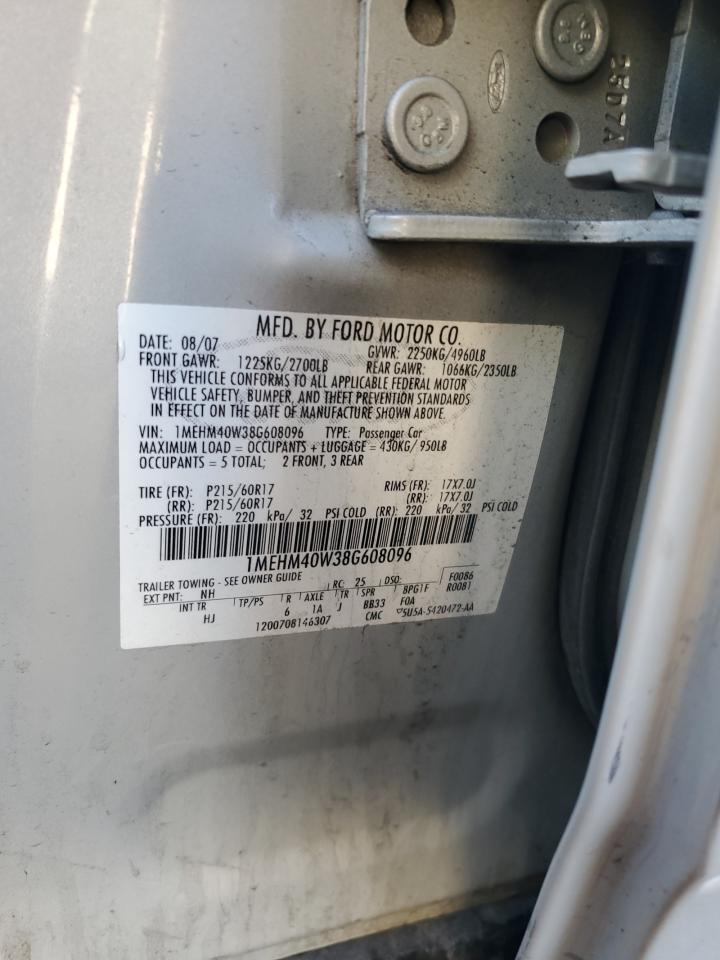 25D7A
MFD. BY FORD MOTOR CO.
DATE: 08/07 GVWR: 2250KG/4960LB
FRONT GAWR: 1225KG/2700LB REAR GAWR: 1066KG/2350LB
THIS VEHICLE CONFORMS TO ALL APPLICABLE FEDERAL MOTOR
VEHICLE SAFETY, BUMPER, AND THEFT PREVENTION STANDARDS
IN EFFECT ON THE DATE OF MANUFACTURE SHOWN ABOVE.
VIN: 1MEHM40W38G608096 TYPE: Passenger Car
MAXIMUM LOAD = OCCUPANTS + LUGGAGE = 430KG/ 950LB
OCCUPANTS = 5 TOTAL; 2 FRONT, 3 REAR
TIRE (FR): P215/60R17 RIMS (FR): 17X7.0J
(RR): P215/60R17 (RR): 17X7.0J
PRESSURE (FR): 220 kPa/ 32 PSI COLD (RR): 220 kPa/ 32 PSI COLD
1MEHM40W38G608096
TRAILER TOWING - SEE OWNER GUIDE RC: 25 DSO: F0086
EXT PNT: NH R0081
INT TR TP/PS R AXLE TR SPR BPG1F
HJ 6 1A J BB33 F0A
1200708146307 CMC 5U5A-5420472-AA